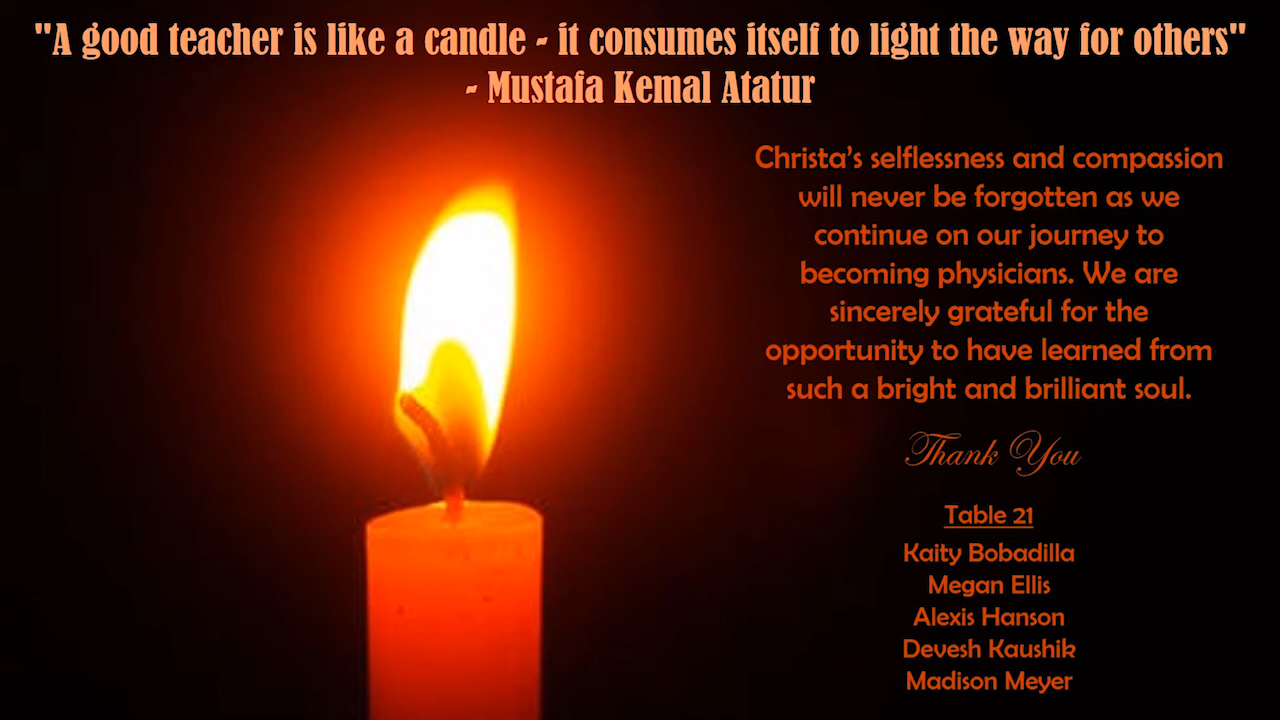 "A good teacher is like a candle - it consumes itself to light the way for others"
- Mustafa Kemal Atatur
Christa’s selflessness and compassion
will never be forgotten as we
continue on our journey to
becoming physicians. We are
sincerely grateful for the
opportunity to have learned from
such a bright and brilliant soul.
Thank You
Table 21
Kaity Bobadilla
Megan Ellis
Alexis Hanson
Devesh Kaushik
Madison Meyer